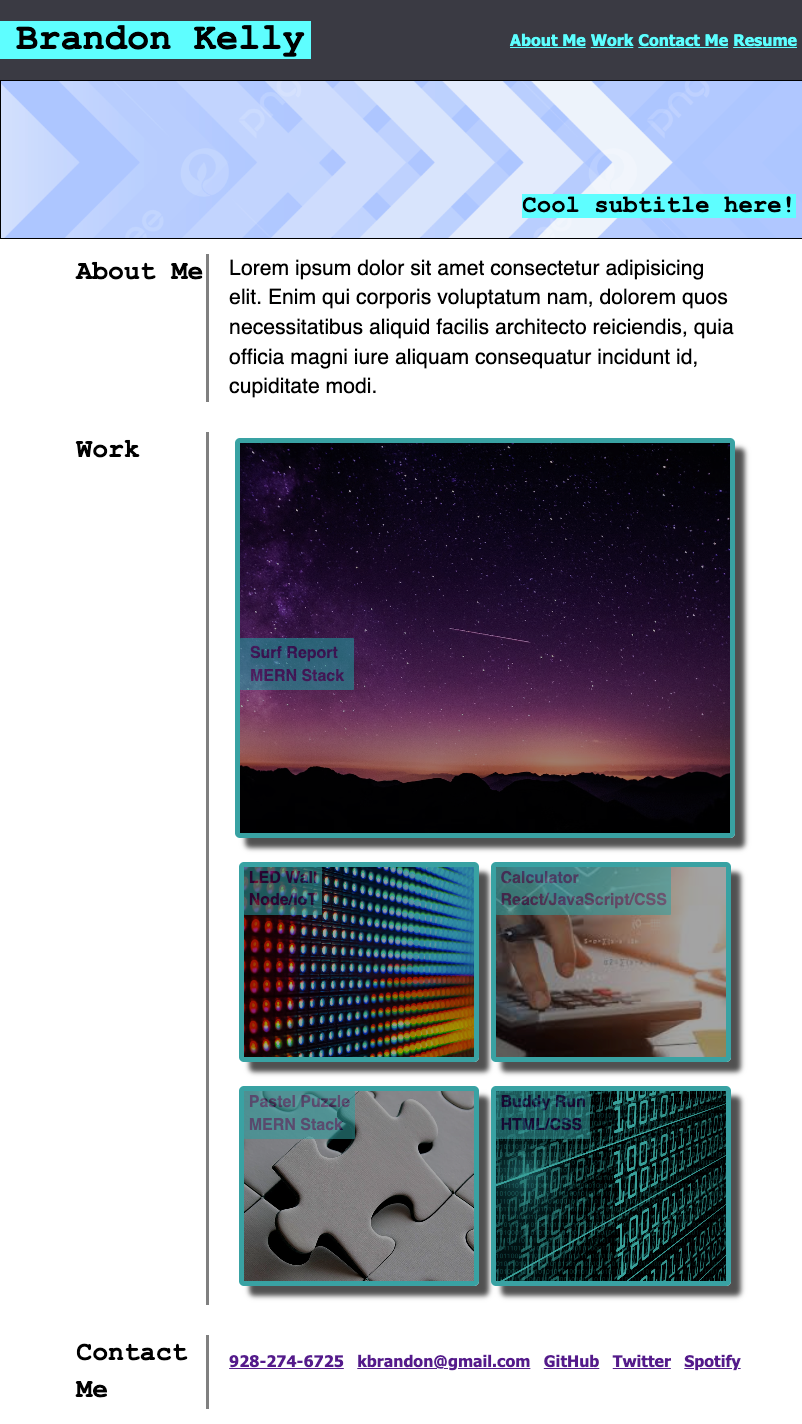 Brandon Kelly
About Me Work Contact Me Resume
png
png
Cool subtitle here!
About Me
Lorem ipsum dolor sit amet consectetur adipisicing
elit. Enim qui corporis voluptatum nam, dolorem quos
necessitatibus aliquid facilis architecto reiciendis, quia
officia magni iure aliquam consequatur incidunt id,
cupiditate modi.
Work
Surf Report
MERN Stack
LED Wall
Node/IoT
Calculator
React/JavaScript/CSS
Pastel Puzzle
MERN Stack
Buddy Run
HTML/CSS
Contact
Me
928-274-6725 kbrandon@gmail.com GitHub Twitter Spotify